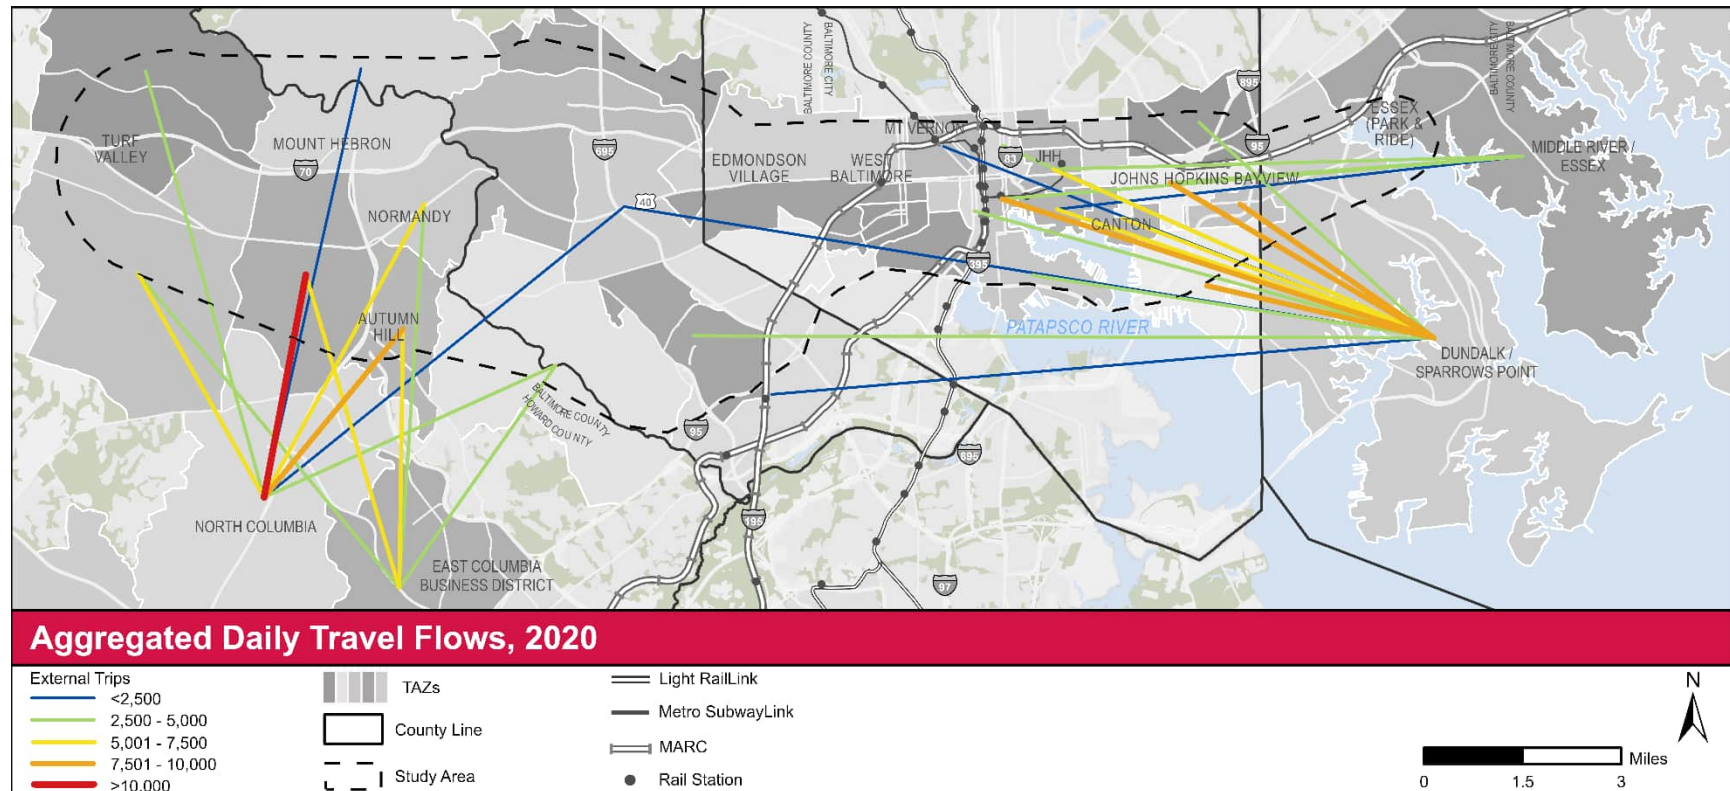 BALTIMORE COUNTY
BALTIMORE CITY
BALTIMORE CITY
BALTIMORE COUNTY
895
ESSEX
(PARK &
RIDE)
TURF
VALLEY
MOUNT HEBRON
70
695
MT VERNON
83
JHH
95
MIDDLE RIVER /
ESSEX
EDMONDSON
VILLAGE
WEST
BALTIMORE
JOHNS HOPKINS BAYVIEW
NORMANDY
40
CANTON
395
AUTUMN
HILL
PATAPSCO RIVER
DUNDALK /
SPARROWS POINT
BALTIMORE COUNTY
HOWARD COUNTY
95
895
NORTH COLUMBIA
195
EAST COLUMBIA
BUSINESS DISTRICT
97
Aggregated Daily Travel Flows, 2020
External Trips
<2,500
2,500 - 5,000
5,001 - 7,500
7,501 - 10,000
>10,000
TAZs
County Line
Study Area
Light RailLink
Metro SubwayLink
MARC
Rail Station
N
Miles
0 1.5 3